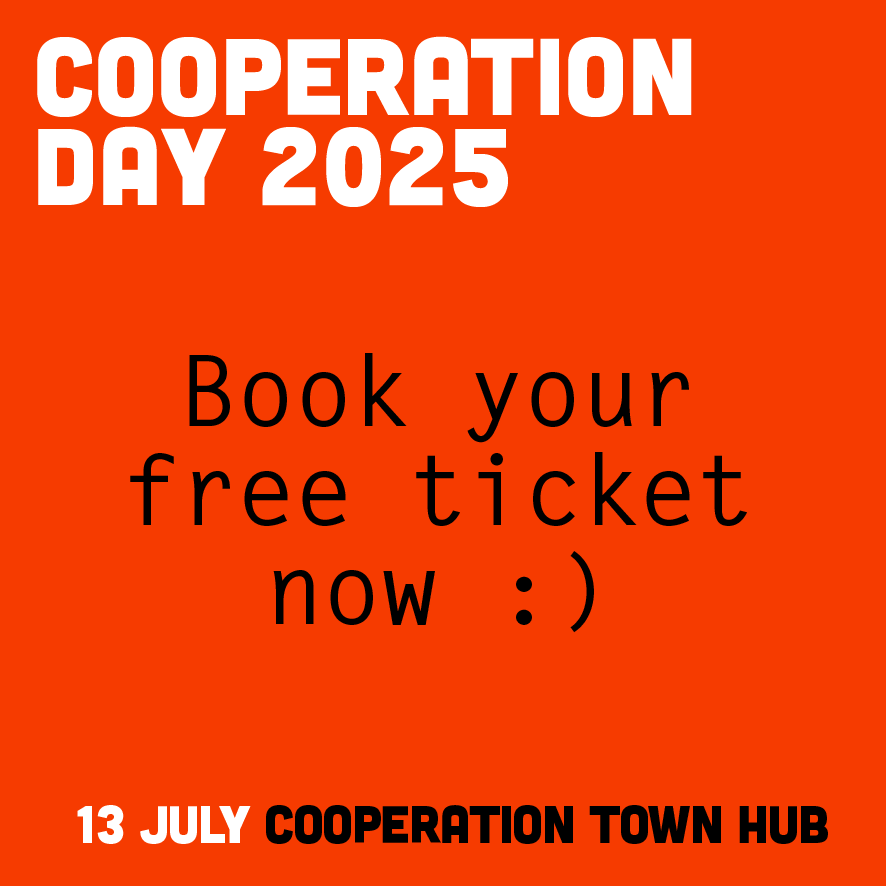 COOPERATION
DAY 2025
Book your
free ticket
now :)
13 JULY COOPERATION TOWN HUB